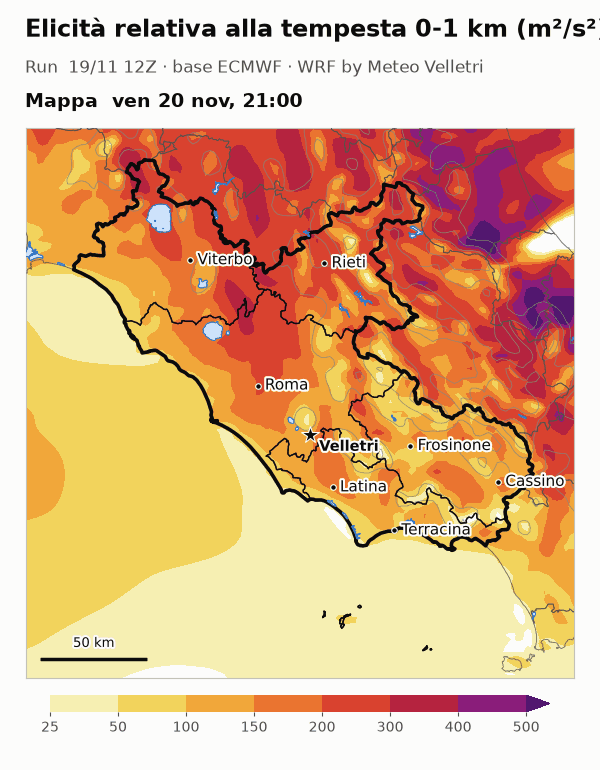 Elicità relativa alla tempesta 0-1 km (m²/s²)
Run 19/11 12Z · base ECMWF · WRF by Meteo Velletri
Mappa ven 20 nov, 21:00
Viterbo
Rieti
Roma
Velletri
Frosinone
Latina
Cassino
Terracina
50 km
25 50 100 150 200 300 400 500